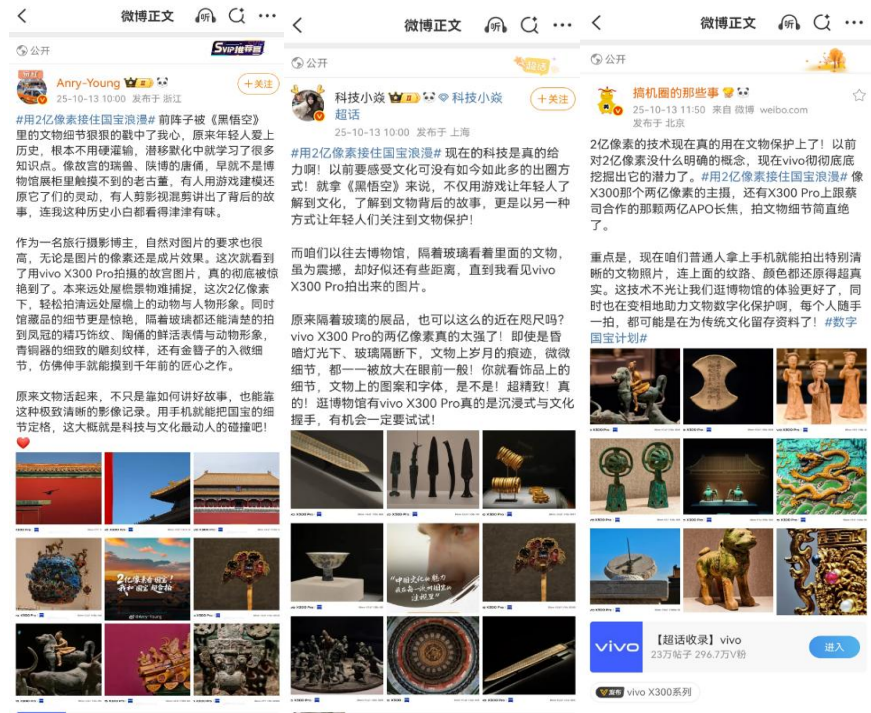 微博正文
听
公开
SVIP推荐官
Anry-Young
+关注
25-10-13 10:00 发布于 浙江
#用2亿像素接住国宝浪漫# 前阵子被《黑悟空》
里的文物细节狠狠的戳中了我心，原来年轻人爱上
历史，根本不用硬灌输，潜移默化中就学习了很多
知识点。像故宫的瑞兽、陕博的唐俑，早就不是博
物馆展柜里触摸不到的老古董，有人用游戏建模还
原它了们的灵动，有人剪影视混剪讲出了背后的故
事，连我这种历史小白都看得津津有味。
作为一名旅行摄影博主，自然对图片的要求也很
高，无论是图片的像素还是成片效果。这次就看到
了用vivo X300 Pro拍摄的故宫图片，真的彻底被惊
艳到了。本来远处屋檐景物难捕捉，这次2亿像素
下，轻松拍清远处屋檐上的动物与人物形象。同时
馆藏品的细节更是惊艳，隔着玻璃都还能清楚的拍
到凤冠的精巧饰纹、陶俑的鲜活表情与动物形象，
青铜器的细致的雕刻纹样，还有金簪子的入微细
节，仿佛伸手就能摸到千年前的匠心之作。
原来文物活起来，不只是靠如何讲好故事，也能靠
这种极致清晰的影像记录。用手机就能把国宝的细
节定格，这大概就是科技与文化最动人的碰撞吧！
2亿像素看国宝！
我和国宝超会拍
@Anry-Young
微博正文
听
公开
超话
科技小焱
科技小焱
超话
+关注
25-10-13 10:00 发布于 上海
#用2亿像素接住国宝浪漫# 现在的科技是真的给
力啊！以前要感受文化可没有如今如此多的出圈方
式！就拿《黑悟空》来说，不仅用游戏让年轻人了
解到文化，了解到文物背后的故事，更是以另一种
方式让年轻人们关注到文物保护！
而咱们以往去博物馆，隔着玻璃看着里面的文物，
虽为震撼，却好似还有些距离，直到我看见vivo
X300 Pro拍出来的图片。
原来隔着玻璃的展品，也可以这么的近在咫尺吗？
vivo X300 Pro的两亿像素真的太强了！即使是昏
暗灯光下、玻璃隔断下，文物上岁月的痕迹，微微
细节，都一一被放大在眼前一般！你就看饰品上的
细节，文物上的图案和字体，是不是！超精致！真
的！逛博物馆有vivo X300 Pro真的是沉浸式与文化
握手，有机会一定要试试！
微博正文
听
公开
搞机圈的那些事
25-10-13 11:50 来自 微博 weibo.com
发布于 北京
2亿像素的技术现在真的用在文物保护上了！以前
对2亿像素没什么明确的概念，现在vivo彻彻底底
挖掘出它的潜力了。#用2亿像素接住国宝浪漫# 像
X300那个两亿像素的主摄，还有X300 Pro上跟蔡
司合作的那颗两亿APO长焦，拍文物细节简直绝
了。
重点是，现在咱们普通人拿上手机就能拍出特别清
晰的文物照片，连上面的纹路、颜色都还原得超真
实。这技术不光让我们逛博物馆的体验更好了，同
时也在变相地助力文物数字化保护啊，每个人随手
一拍，都可能是在为传统文化留存资料了！#数字
国宝计划#
vivo
【超话收录】vivo
23万帖子 296.7万V粉
进入
发布 vivo X300系列